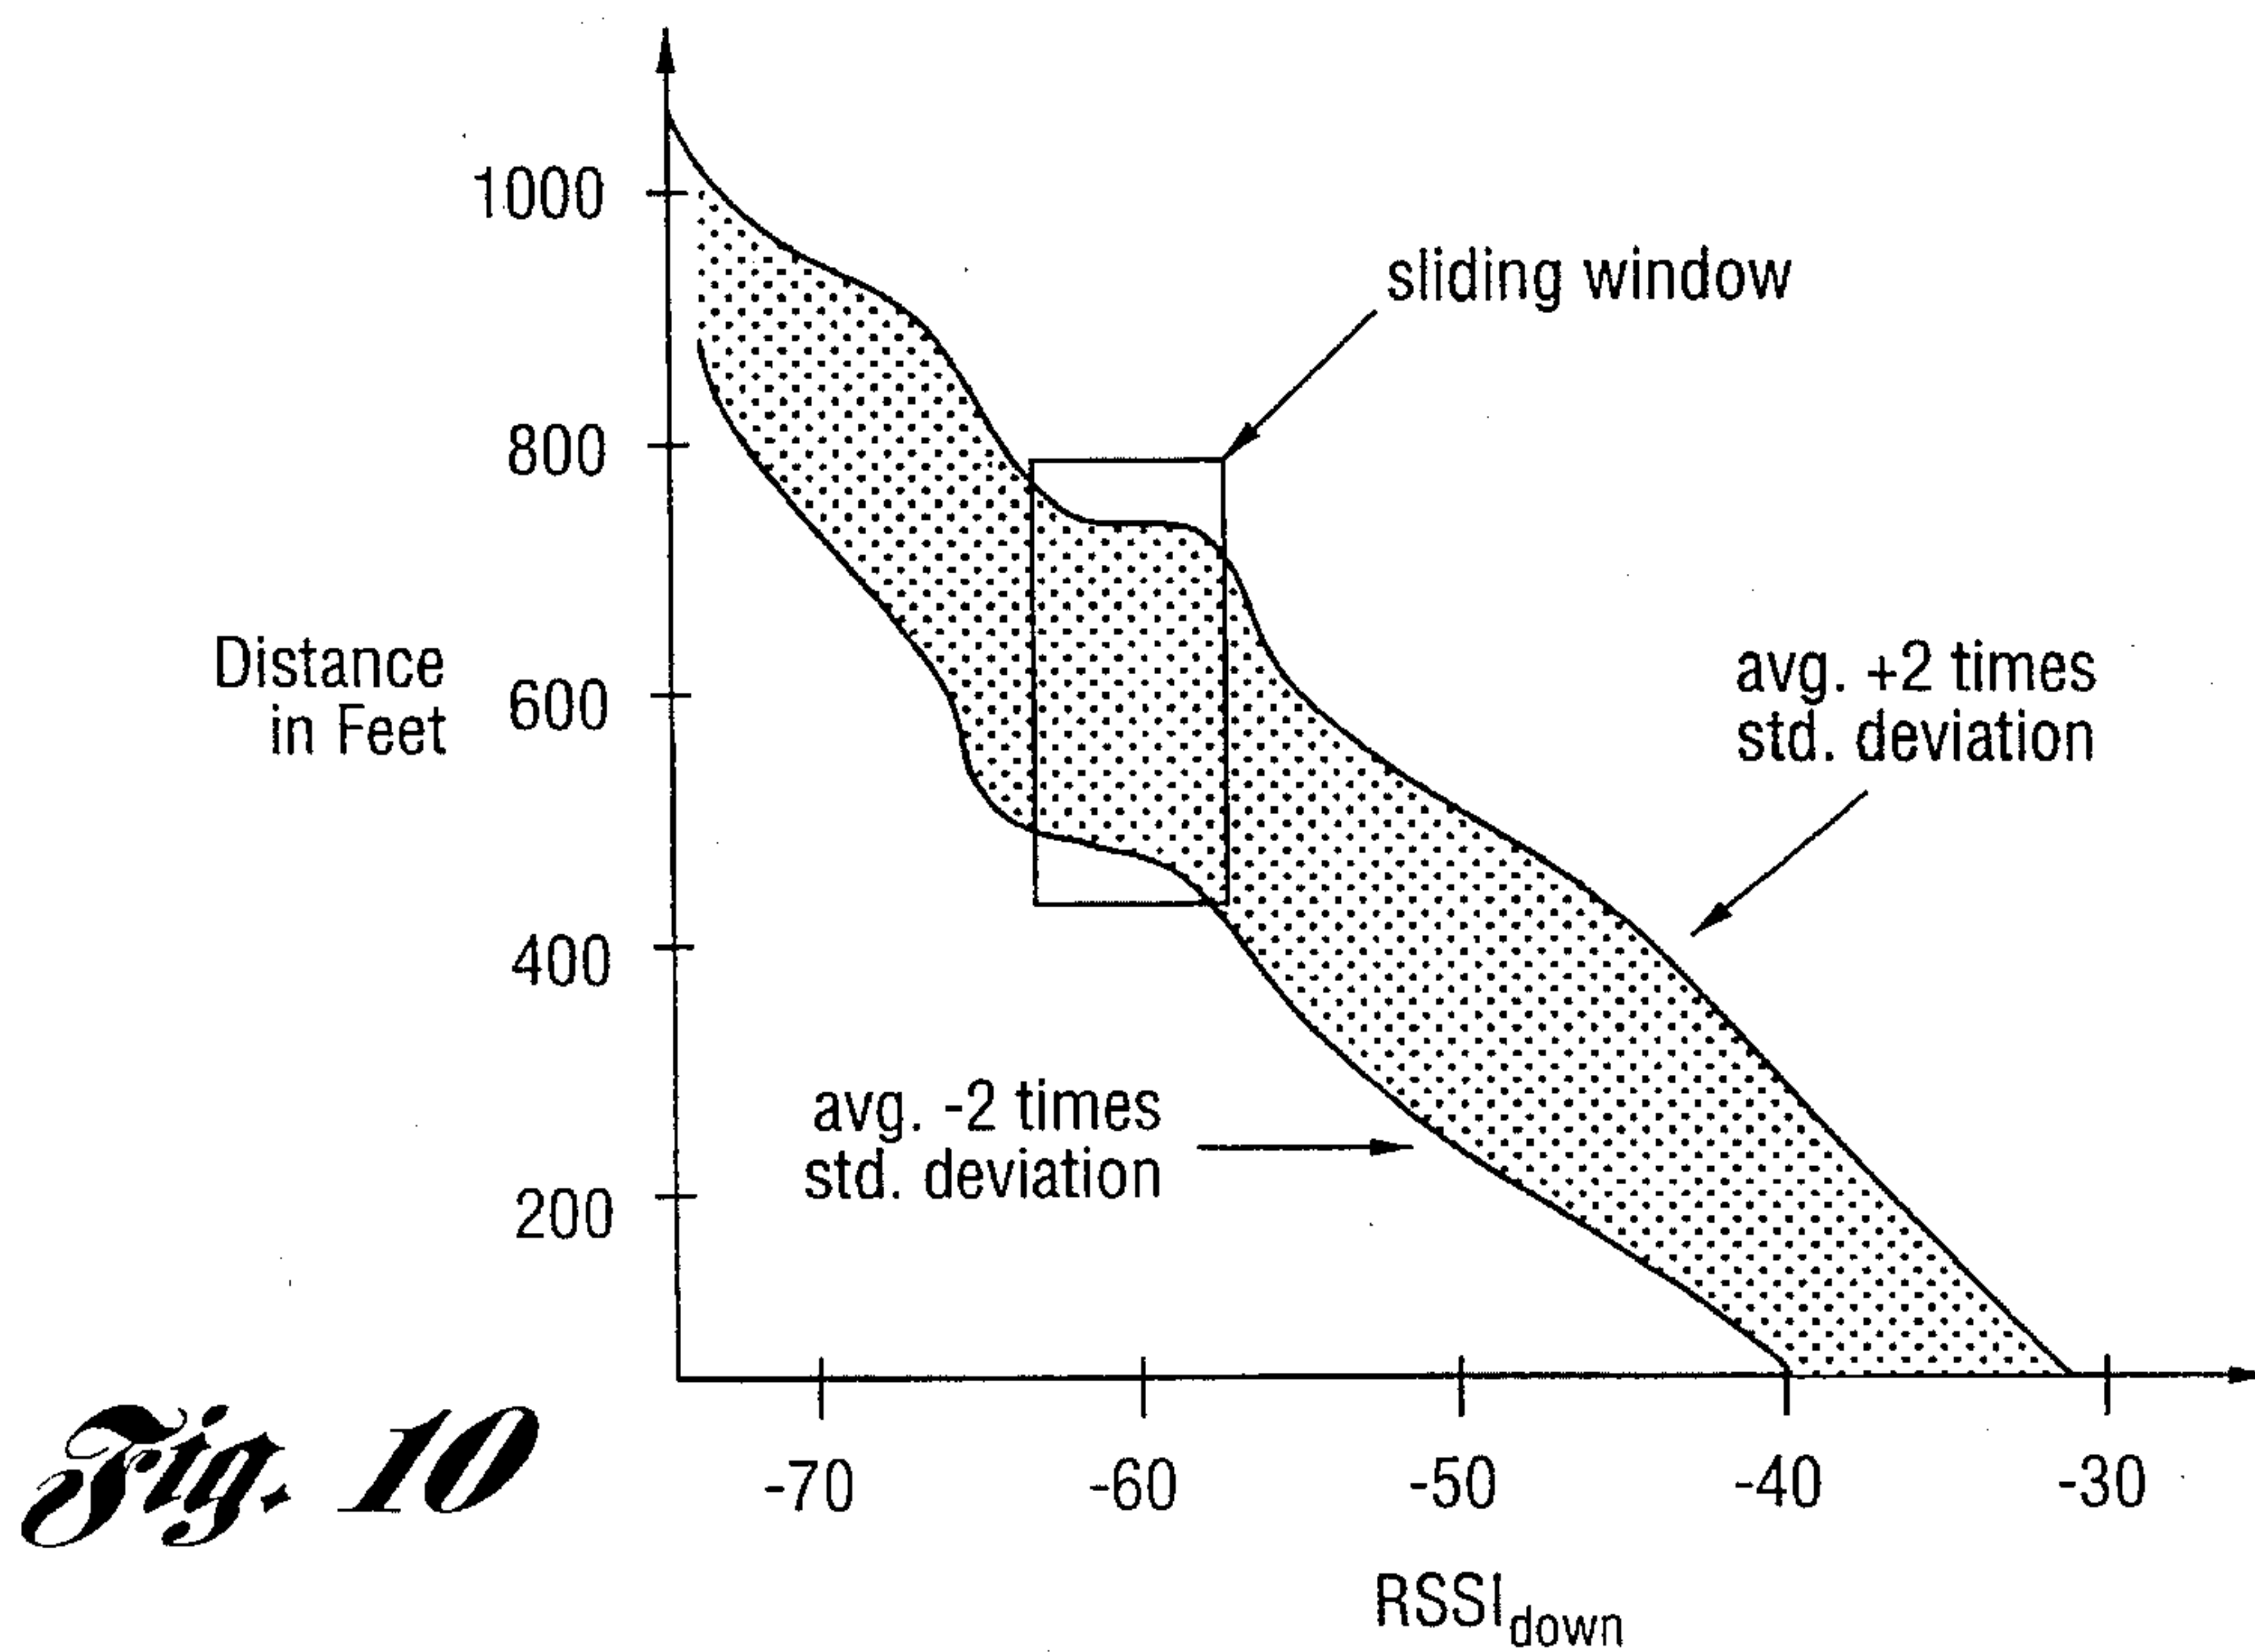 1000
sliding window
800
Distance
in Feet
600
avg. +2 times
std. deviation
400
avg. -2 times
std. deviation
200
-70
-60
-50
-40
-30
RSSIdown
Fig. 10